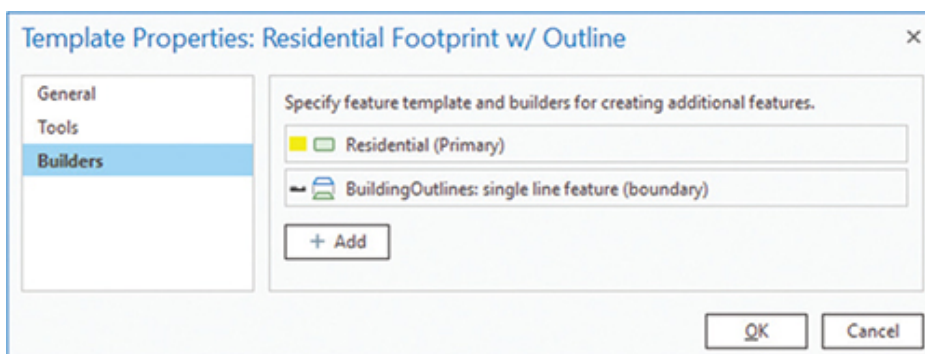 Template Properties: Residential Footprint w/ Outline
General
Tools
Builders
Specify feature template and builders for creating additional features.
Residential (Primary)
BuildingOutlines: single line feature (boundary)
+ Add
OK
Cancel